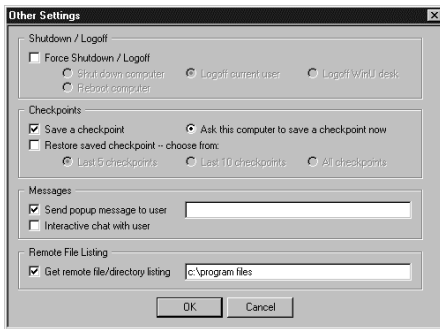 Other Settings
Shutdown / Logoff
Force Shutdown / Logoff
Shut down computer
Logoff current user
Logoff WinU desk
Reboot computer
Checkpoints
Save a checkpoint
Ask this computer to save a checkpoint now
Restore saved checkpoint -- choose from:
Last 5 checkpoints
Last 10 checkpoints
All checkpoints
Messages
Send popup message to user
Interactive chat with user
Remote File Listing
Get remote file/directory listing
c:\program files
OK
Cancel